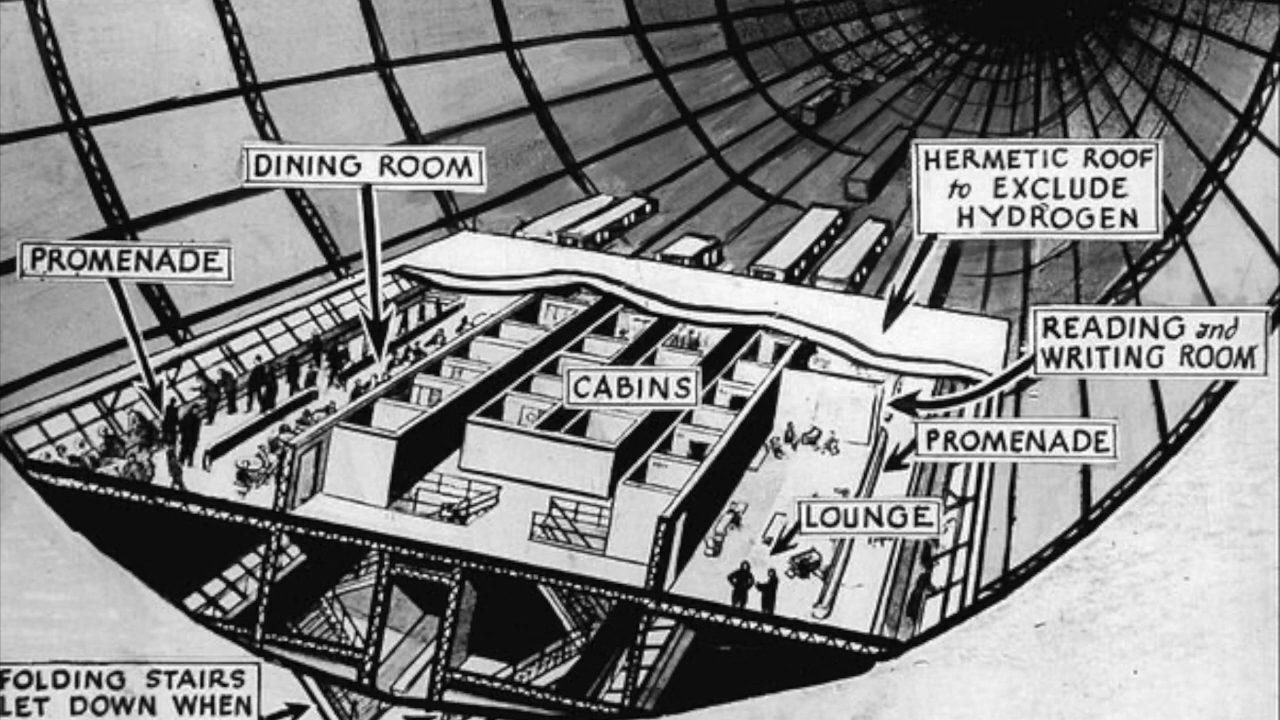 DINING ROOM
PROMENADE
HERMETIC ROOF
to EXCLUDE
HYDROGEN
READING and
WRITING ROOM
CABINS
PROMENADE
LOUNGE
FOLDING STAIRS
LET DOWN WHEN